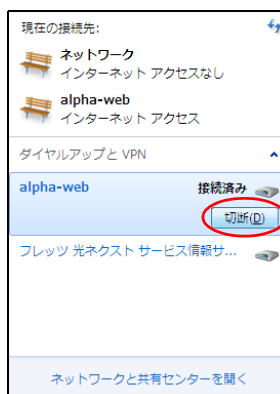 現在の接続先:
ネットワーク
インターネット アクセスなし
alpha-web
インターネット アクセス
ダイヤルアップと VPN
alpha-web 接続済み
切断(D)
フレッツ 光ネクスト サービス情報サ...
ネットワークと共有センターを開く